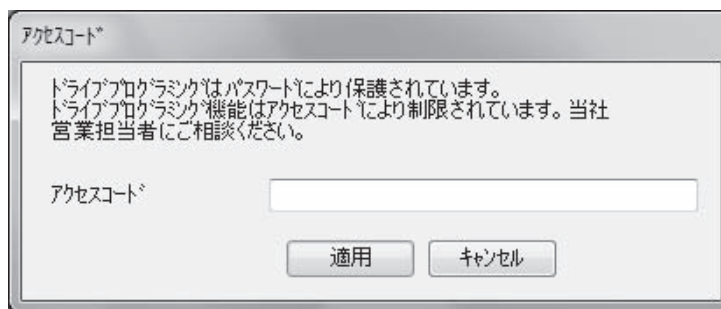 アクセスコード
ドライブプログラミングはパスワードにより保護されています。
ドライブプログラミング機能はアクセスコードにより制限されています。当社
営業担当者にご相談ください。
アクセスコード
適用
キャンセル